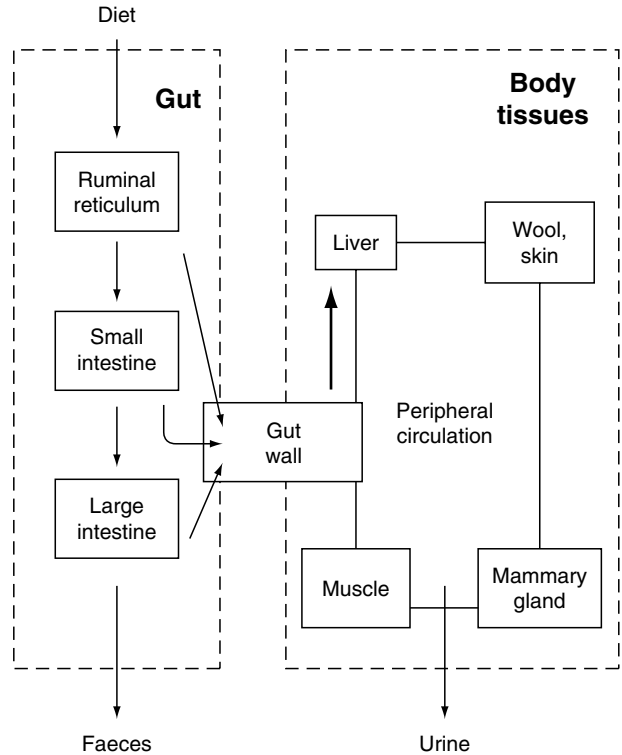 Diet
Gut
Ruminal
reticulum
Small
intestine
Large
intestine
Faeces
Gut
wall
Body
tissues
Liver
Wool,
skin
Peripheral
circulation
Muscle
Mammary
gland
Urine